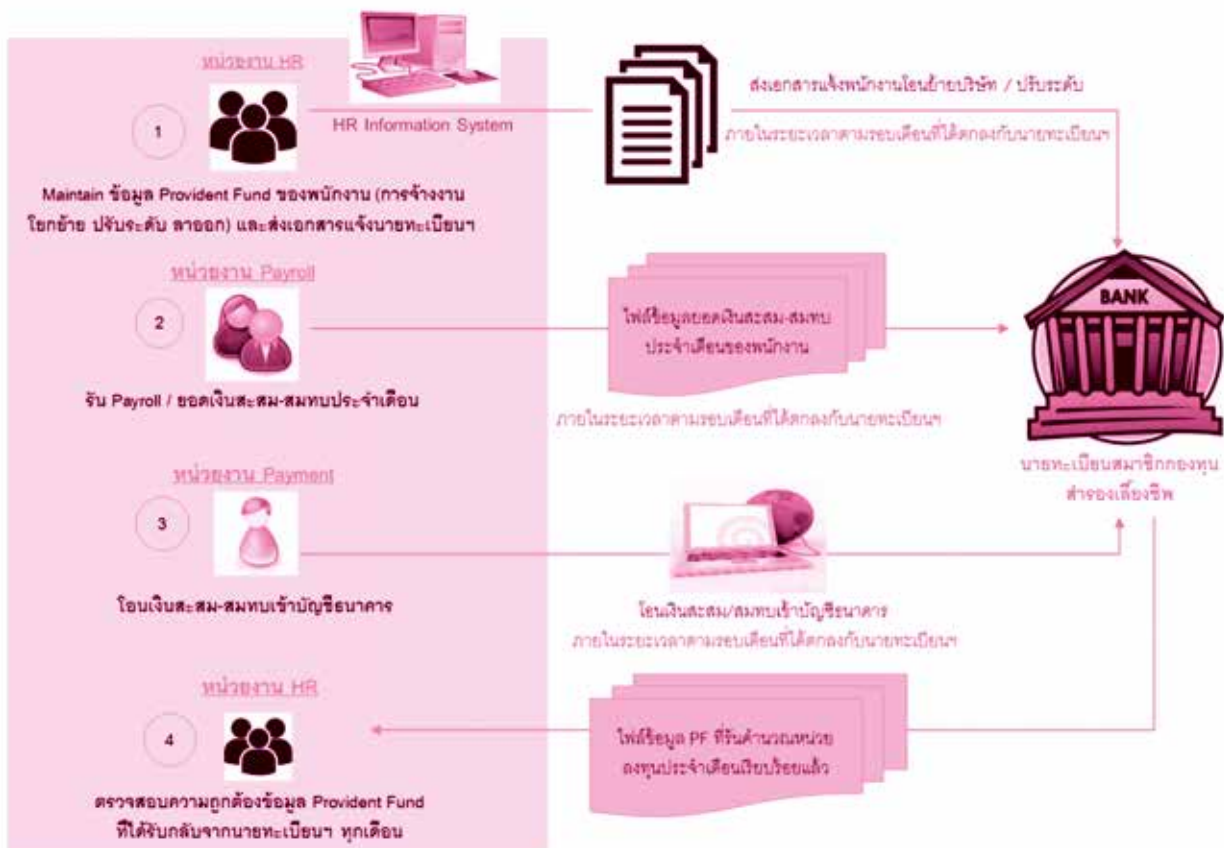 หน่วยงาน HR
1
HR Information System
Maintain ข้อมูล Provident Fund ของพนักงาน (การจ้างงาน
โยกย้าย ปรับระดับ ลาออก) และส่งเอกสารแจ้งนายทะเบียนฯ
ส่งเอกสารแจ้งพนักงานโอนย้ายบริษัท / ปรับระดับ
ภายในระยะเวลาตามรอบเดือนที่ได้ตกลงกับนายทะเบียนฯ
หน่วยงาน Payroll
2
รัน Payroll / ยอดเงินสะสม-สมทบประจำเดือน
ไฟล์ข้อมูลยอดเงินสะสม-สมทบ
ประจำเดือนของพนักงาน
ภายในระยะเวลาตามรอบเดือนที่ได้ตกลงกับนายทะเบียนฯ
BANK
นายทะเบียนสมาชิกกองทุน
สำรองเลี้ยงชีพ
หน่วยงาน Payment
3
โอนเงินสะสม-สมทบเข้าบัญชีธนาคาร
โอนเงินสะสม/สมทบเข้าบัญชีธนาคาร
ภายในระยะเวลาตามรอบเดือนที่ได้ตกลงกับนายทะเบียนฯ
หน่วยงาน HR
4
ตรวจสอบความถูกต้องข้อมูล Provident Fund
ที่ได้รับกลับจากนายทะเบียนฯ ทุกเดือน
ไฟล์ข้อมูล PF ที่รันคำนวณหน่วย
ลงทุนประจำเดือนเรียบร้อยแล้ว